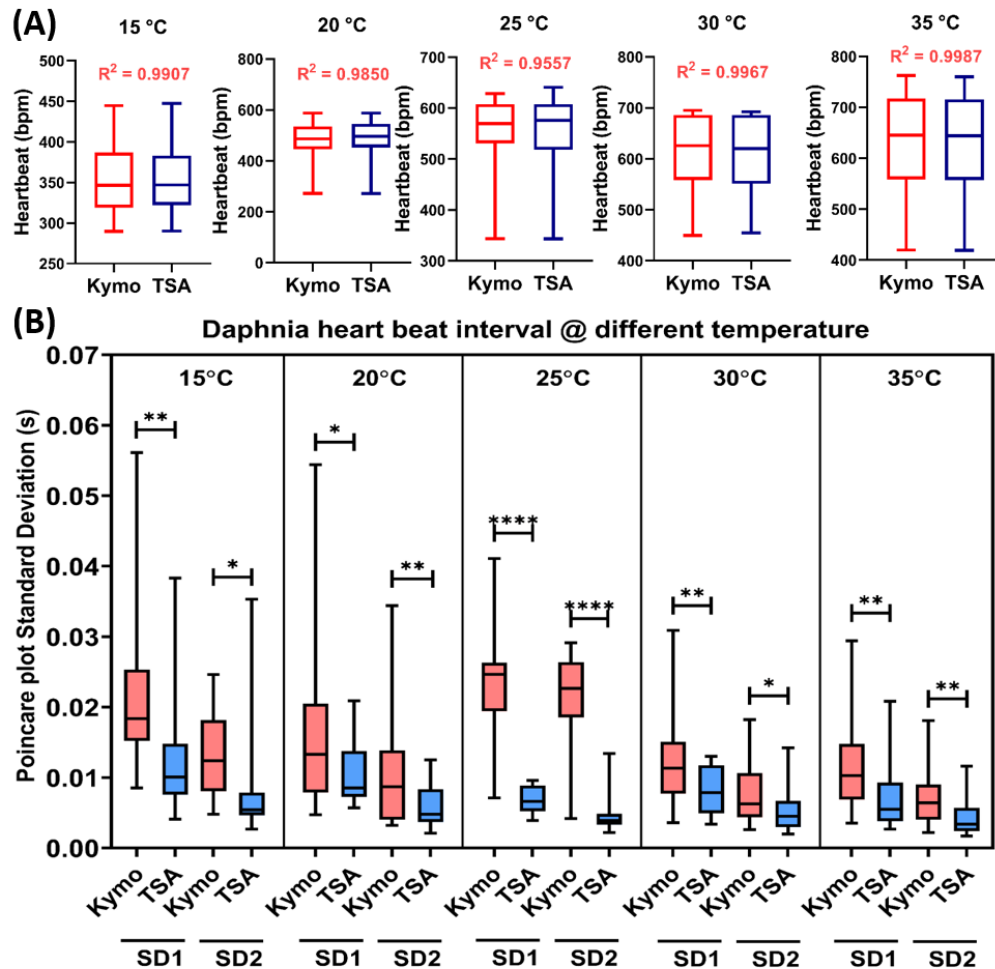 (A)
15 °C
20 °C
25 °C
30 °C
35 °C
R² = 0.9907
R² = 0.9850
R² = 0.9557
R² = 0.9967
R² = 0.9987
Heartbeat (bpm)
450
400
350
300
250
Kymo TSA
Heartbeat (bpm)
800
600
400
200
0
Kymo TSA
Heartbeat (bpm)
700
600
500
400
300
Kymo TSA
Heartbeat (bpm)
800
700
600
500
400
Kymo TSA
Heartbeat (bpm)
800
700
600
500
400
Kymo TSA
(B)
Daphnia heart beat interval @ different temperature
Poincare plot Standard Deviation (s)
0.07
0.06
0.05
0.04
0.03
0.02
0.01
0.00
15°C
20°C
25°C
30°C
35°C
** * * ** **** **** ** * ** **
Kymo TSA Kymo TSA Kymo TSA Kymo TSA Kymo TSA Kymo TSA Kymo TSA Kymo TSA Kymo TSA Kymo TSA
SD1 SD2 SD1 SD2 SD1 SD2 SD1 SD2 SD1 SD2